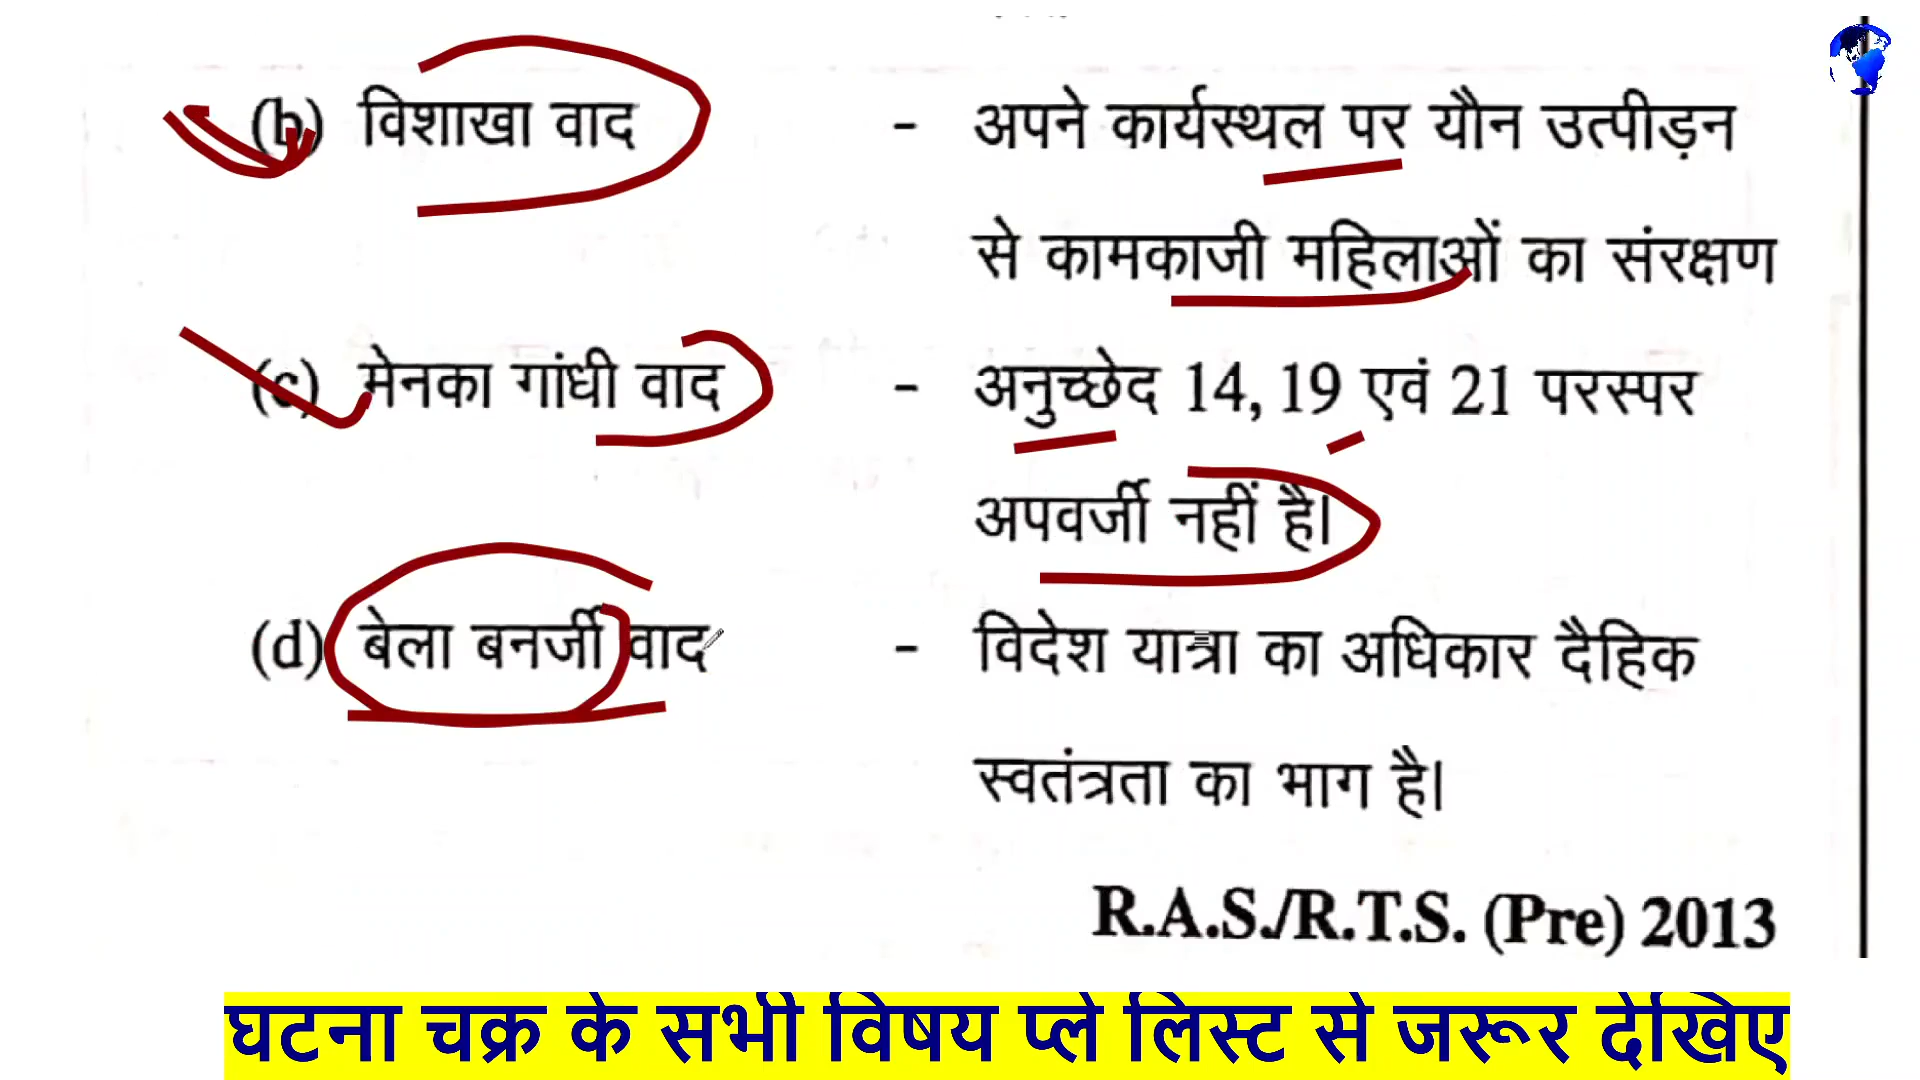 (b) विशाखा वाद - अपने कार्यस्थल पर यौन उत्पीड़न
से कामकाजी महिलाओं का संरक्षण
(c) मेनका गांधी वाद - अनुच्छेद 14, 19 एवं 21 परस्पर
अपवर्जी नहीं है।
(d) बेला बनर्जी वाद - विदेश यात्रा का अधिकार दैहिक
स्वतंत्रता का भाग है।
R.A.S./R.T.S. (Pre) 2013
घटना चक्र के सभी विषय प्ले लिस्ट से जरूर देखिए